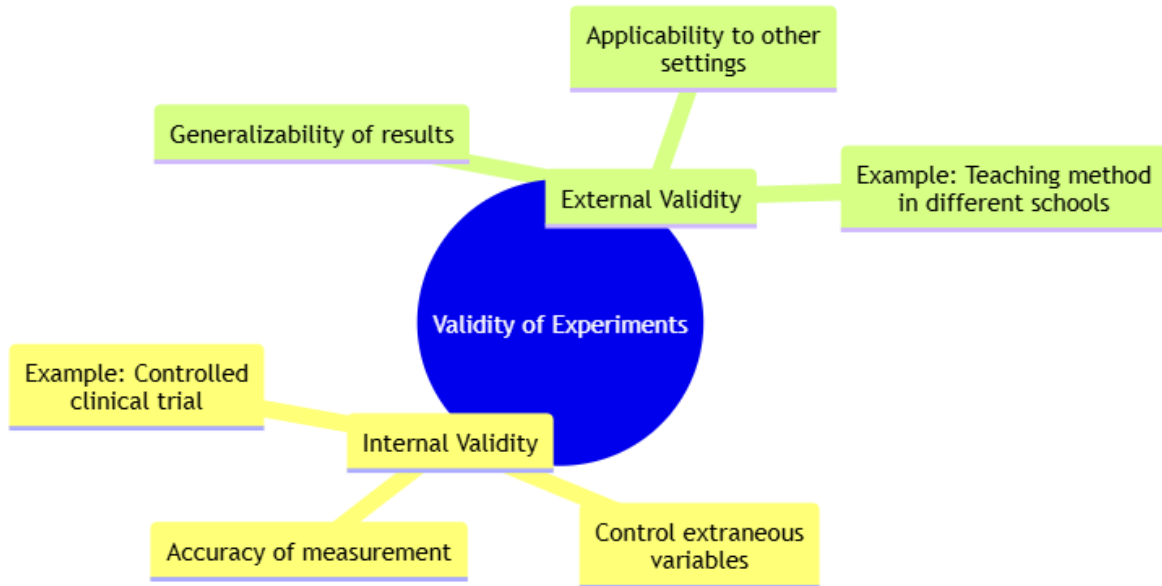 Applicability to other
settings
Generalizability of results
External Validity
Example: Teaching method
in different schools
Validity of Experiments
Example: Controlled
clinical trial
Internal Validity
Accuracy of measurement
Control extraneous
variables